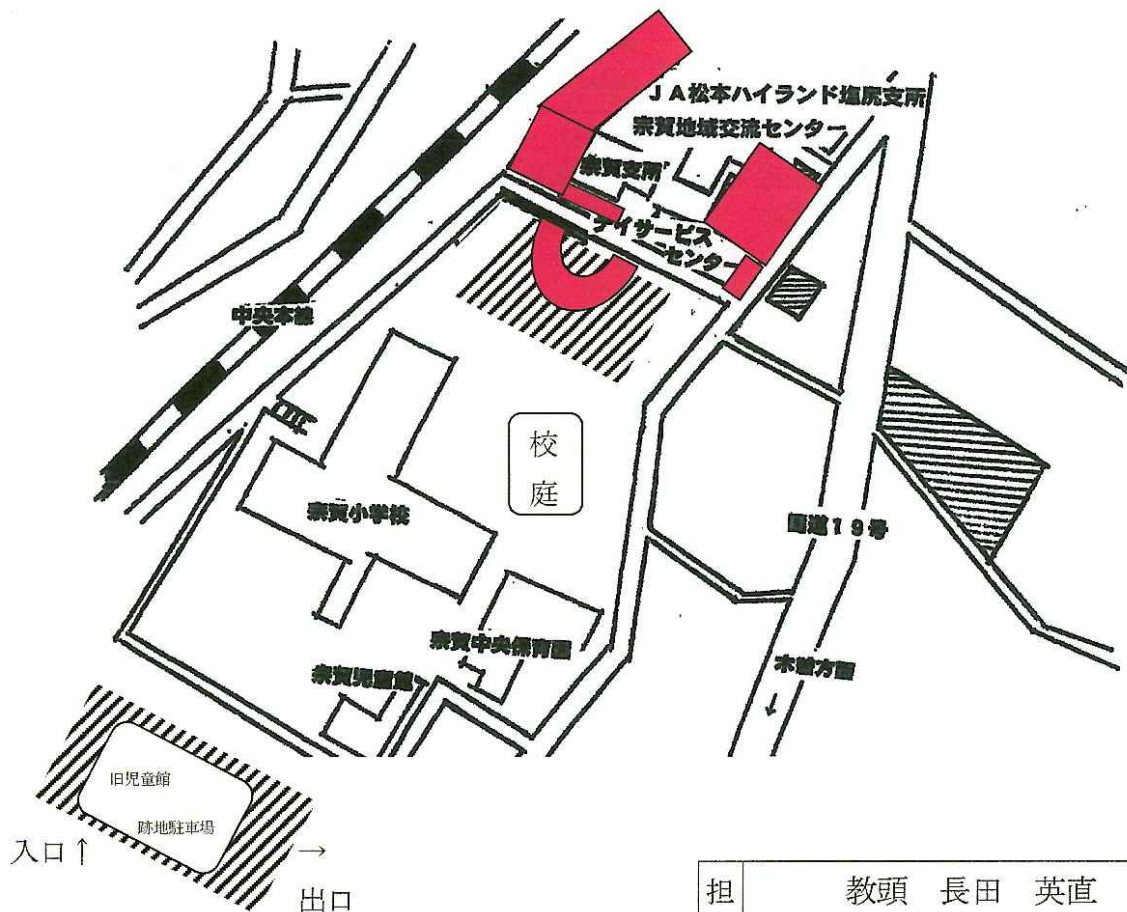 JA松本ハイランド塩尻支所
宗賀地域交流センター
宗賀支所
デイサービス
センター
中央本線
校
庭
宗賀小学校
国道19号
宗賀中央保育園
宗賀児童館
木曽方面
↓
旧児童館
跡地駐車場
入口↑
→
出口
担
教頭 長田 英直